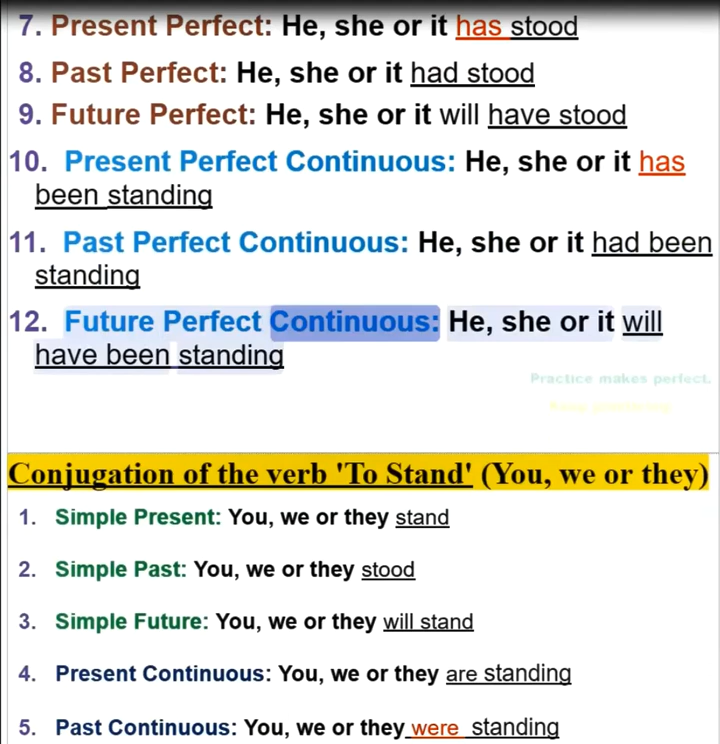 7. Present Perfect: He, she or it has stood
8. Past Perfect: He, she or it had stood
9. Future Perfect: He, she or it will have stood
10. Present Perfect Continuous: He, she or it has
been standing
11. Past Perfect Continuous: He, she or it had been
standing
12. Future Perfect Continuous: He, she or it will
have been standing
Practice makes perfect.
Conjugation of the verb 'To Stand' (You, we or they)
1. Simple Present: You, we or they stand
2. Simple Past: You, we or they stood
3. Simple Future: You, we or they will stand
4. Present Continuous: You, we or they are standing
5. Past Continuous: You, we or they were standing